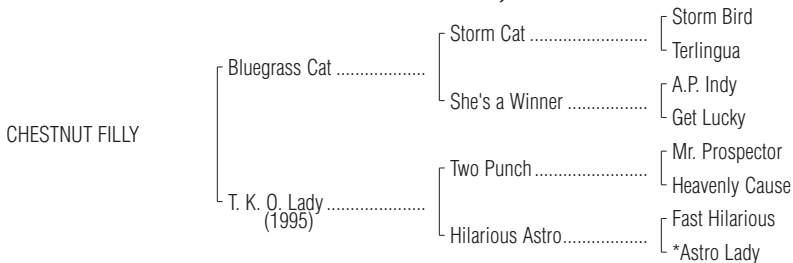 Storm Bird
Storm Cat ....................
Terlingua
Bluegrass Cat ...................
A.P. Indy
She's a Winner .................
Get Lucky
CHESTNUT FILLY
Mr. Prospector
Two Punch ........................
Heavenly Cause
T. K. O. Lady .....................
(1995)
Fast Hilarious
Hilarious Astro..................
*Astro Lady